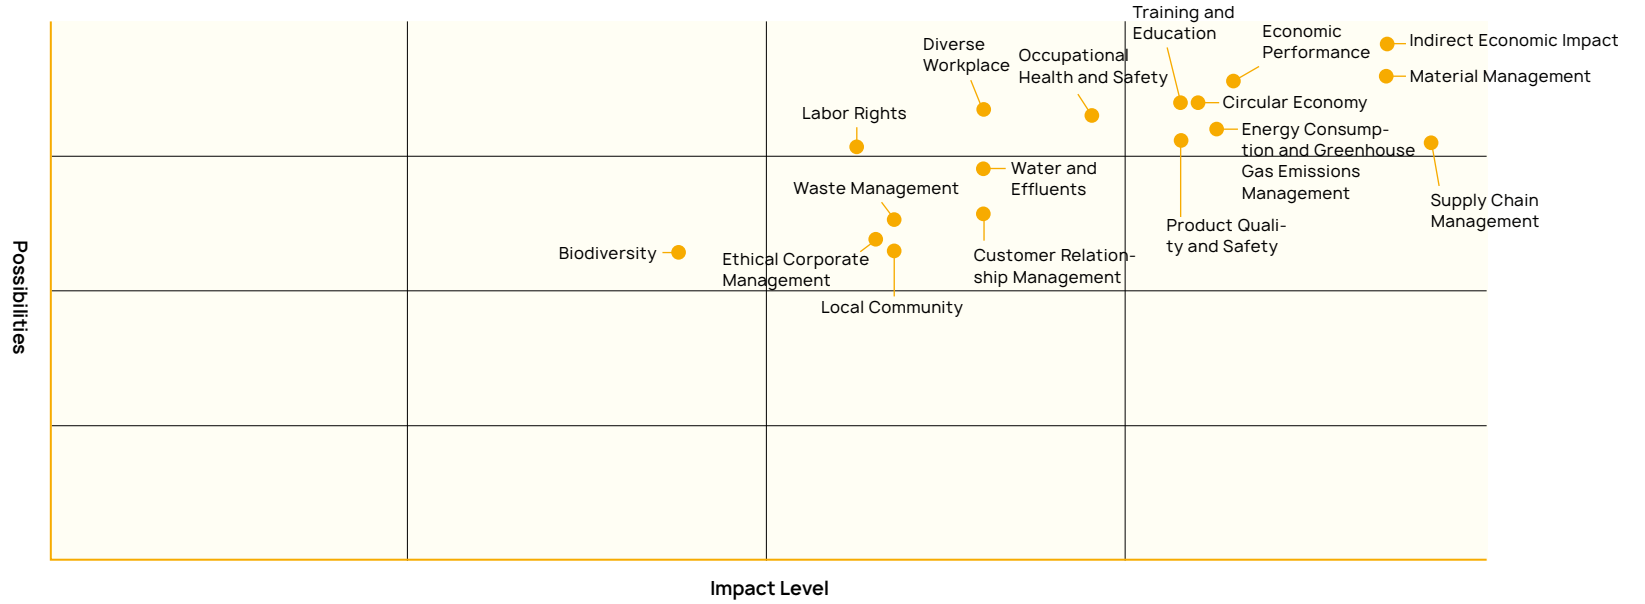 Training and
Education
Economic
Performance
Indirect Economic Impact
Diverse
Workplace
Occupational
Health and Safety
Material Management
Labor Rights
Circular Economy
Energy Consump-
tion and Greenhouse
Gas Emissions
Management
Water and
Effluents
Waste Management
Supply Chain
Management
Product Quali-
ty and Safety
Biodiversity
Ethical Corporate
Management
Customer Relation-
ship Management
Local Community
Possibilities
Impact Level